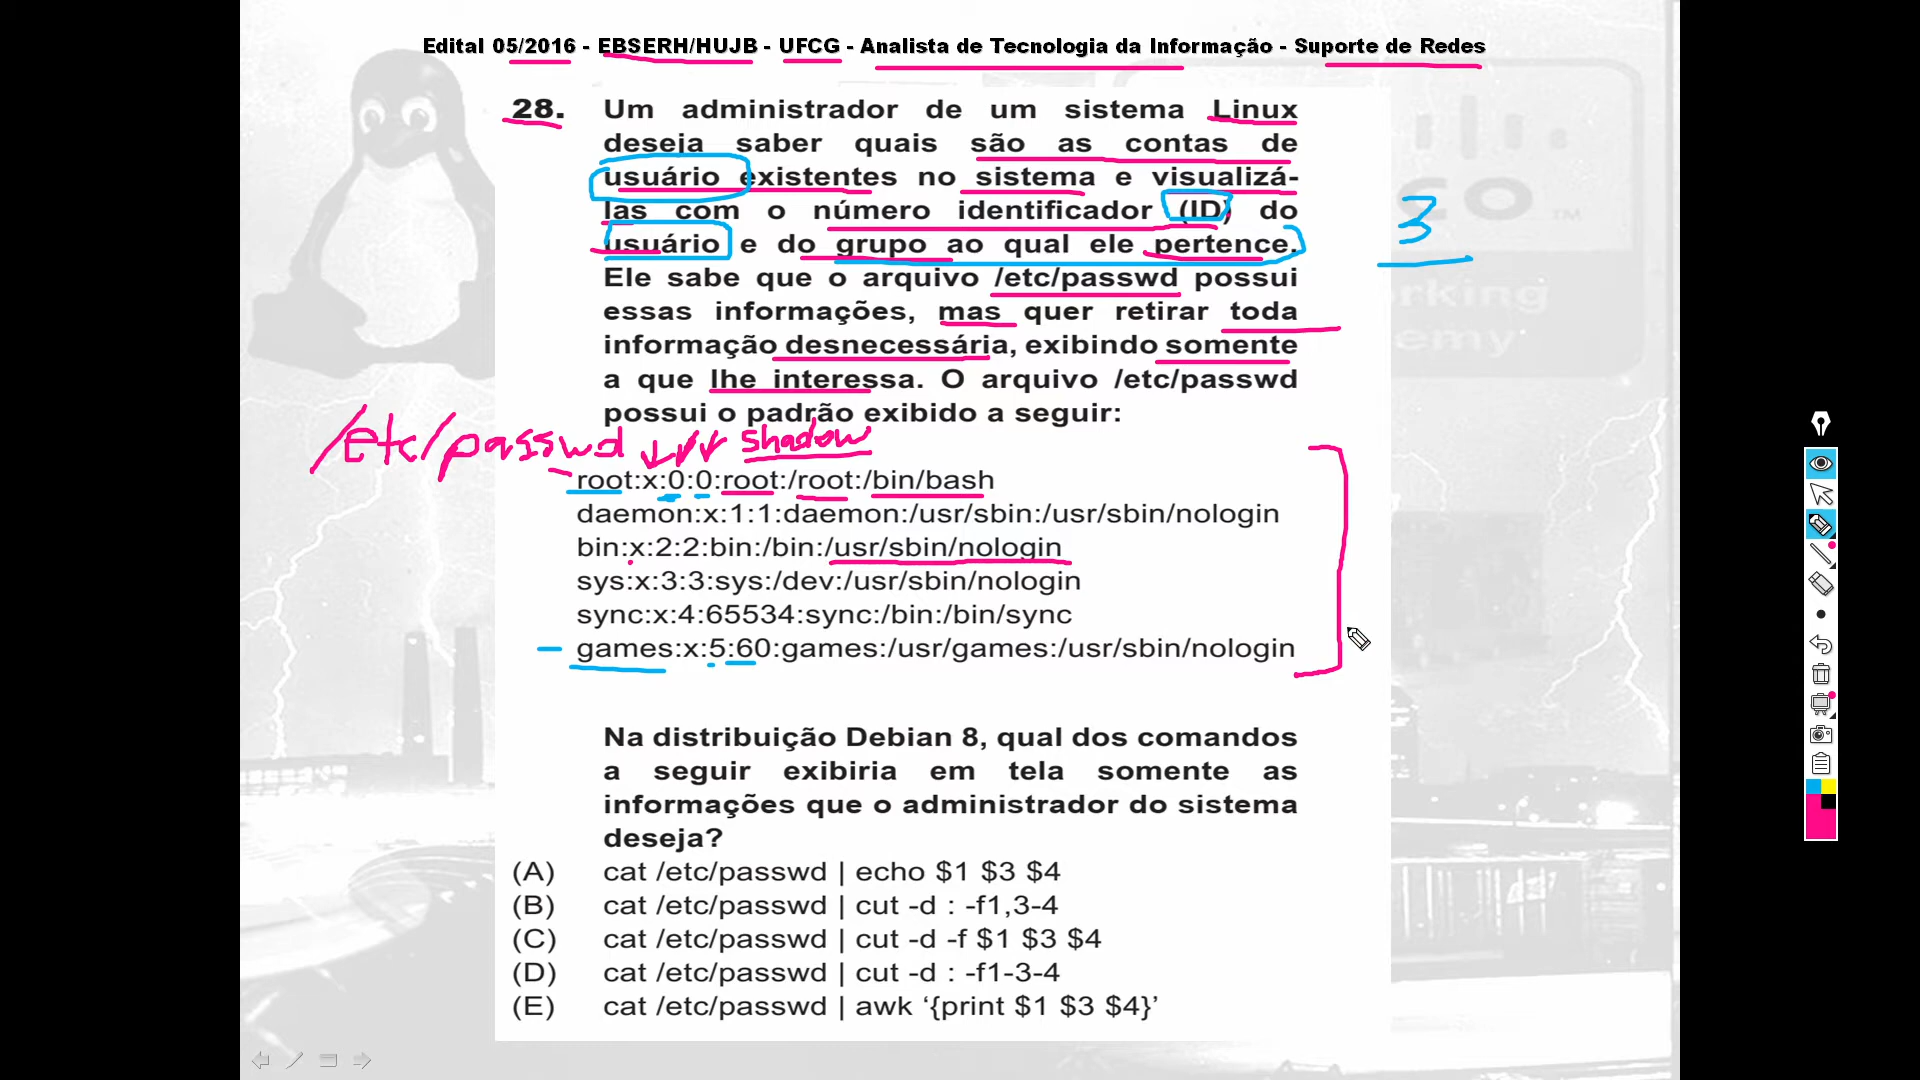 Edital 05/2016 - EBSERH/HUJB - UFCG - Analista de Tecnologia da Informação - Suporte de Redes
28. Um administrador de um sistema Linux
deseja saber quais são as contas de
usuário existentes no sistema e visualizá-
las com o número identificador (ID) do
usuário e do grupo ao qual ele pertence.
3
Ele sabe que o arquivo /etc/passwd possui
essas informações, mas quer retirar toda
informação desnecessária, exibindo somente
a que lhe interessa. O arquivo /etc/passwd
possui o padrão exibido a seguir:
/etc/passwd shadow
root:x:0:0:root:/root:/bin/bash
daemon:x:1:1:daemon:/usr/sbin:/usr/sbin/nologin
bin:x:2:2:bin:/bin:/usr/sbin/nologin
sys:x:3:3:sys:/dev:/usr/sbin/nologin
sync:x:4:65534:sync:/bin:/bin/sync
games:x:5:60:games:/usr/games:/usr/sbin/nologin
Na distribuição Debian 8, qual dos comandos
a seguir exibiria em tela somente as
informações que o administrador do sistema
deseja?
(A) cat /etc/passwd | echo $1 $3 $4
(B) cat /etc/passwd | cut -d : -f1,3-4
(C) cat /etc/passwd | cut -d -f $1 $3 $4
(D) cat /etc/passwd | cut -d : -f1-3-4
(E) cat /etc/passwd | awk ‘{print $1 $3 $4}’